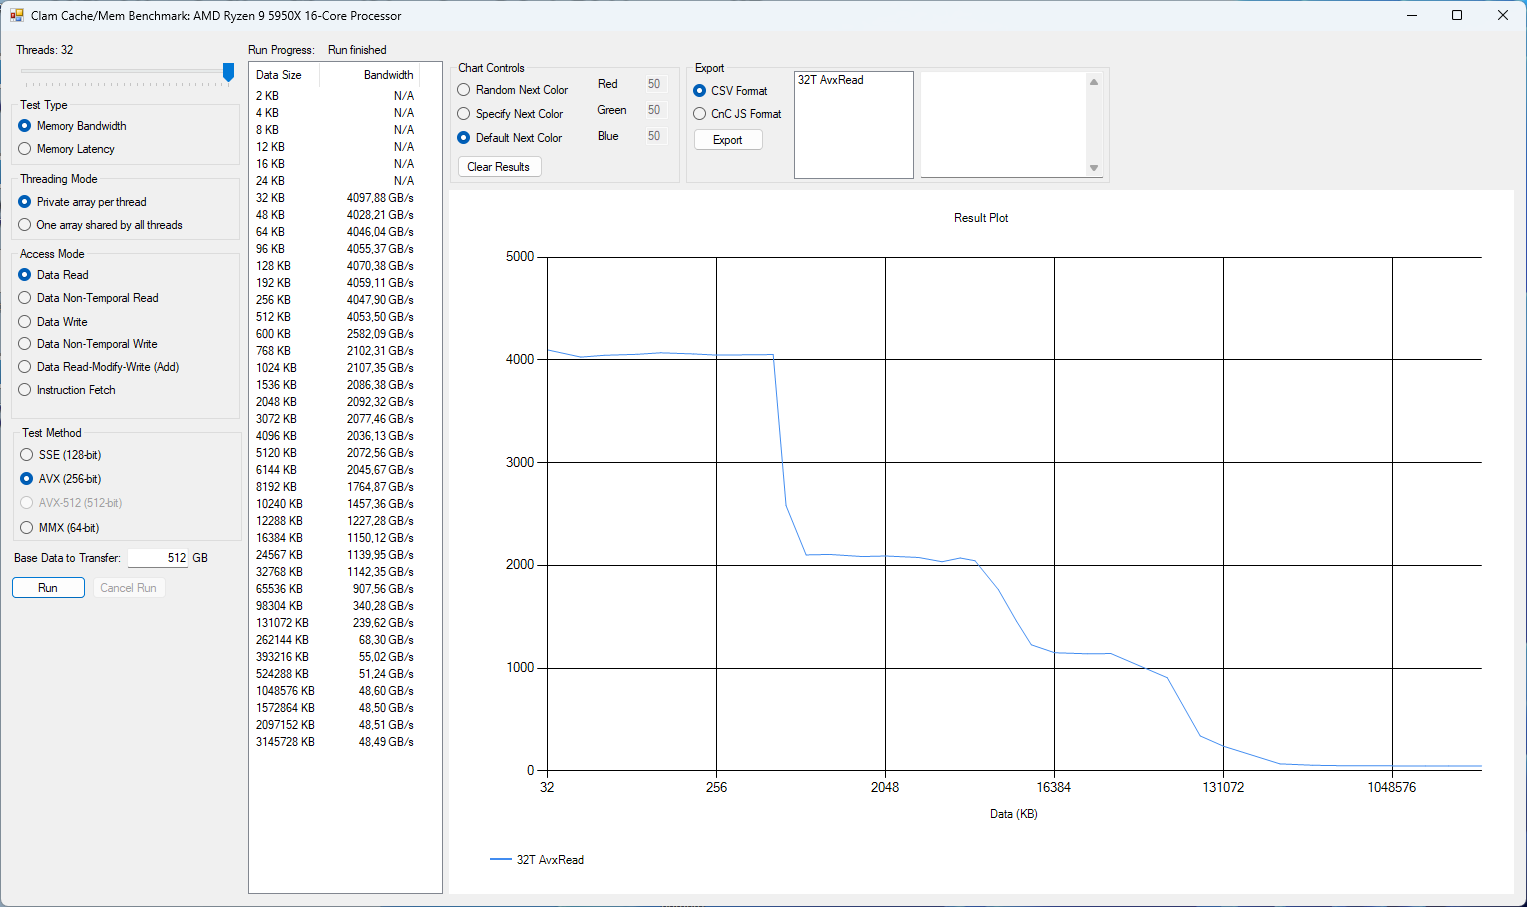 Clam Cache/Mem Benchmark: AMD Ryzen 9 5950X 16-Core Processor
Threads: 32
Test Type
Memory Bandwidth
Memory Latency
Threading Mode
Private array per thread
One array shared by all threads
Access Mode
Data Read
Data Non-Temporal Read
Data Write
Data Non-Temporal Write
Data Read-Modify-Write (Add)
Instruction Fetch
Test Method
SSE (128-bit)
AVX (256-bit)
AVX-512 (512-bit)
MMX (64-bit)
Base Data to Transfer: 512 GB
Run Cancel Run
Run Progress: Run finished
Data Size Bandwidth
2 KB N/A
4 KB N/A
8 KB N/A
12 KB N/A
16 KB N/A
24 KB N/A
32 KB 4097,88 GB/s
48 KB 4028,21 GB/s
64 KB 4046,04 GB/s
96 KB 4055,37 GB/s
128 KB 4070,38 GB/s
192 KB 4059,11 GB/s
256 KB 4047,90 GB/s
512 KB 4053,50 GB/s
600 KB 2582,09 GB/s
768 KB 2102,31 GB/s
1024 KB 2107,35 GB/s
1536 KB 2086,38 GB/s
2048 KB 2092,32 GB/s
3072 KB 2077,46 GB/s
4096 KB 2036,13 GB/s
5120 KB 2072,56 GB/s
6144 KB 2045,67 GB/s
8192 KB 1764,87 GB/s
10240 KB 1457,36 GB/s
12288 KB 1227,28 GB/s
16384 KB 1150,12 GB/s
24567 KB 1139,95 GB/s
32768 KB 1142,35 GB/s
65536 KB 907,56 GB/s
98304 KB 340,28 GB/s
131072 KB 239,62 GB/s
262144 KB 68,30 GB/s
393216 KB 55,02 GB/s
524288 KB 51,24 GB/s
1048576 KB 48,60 GB/s
1572864 KB 48,50 GB/s
2097152 KB 48,51 GB/s
3145728 KB 48,49 GB/s
Chart Controls
Random Next Color Red 50
Specify Next Color Green 50
Default Next Color Blue 50
Clear Results
Export
CSV Format
CnC JS Format
Export
32T AvxRead
Result Plot
5000
4000
3000
2000
1000
0
32 256 2048 16384 131072 1048576
Data (KB)
32T AvxRead